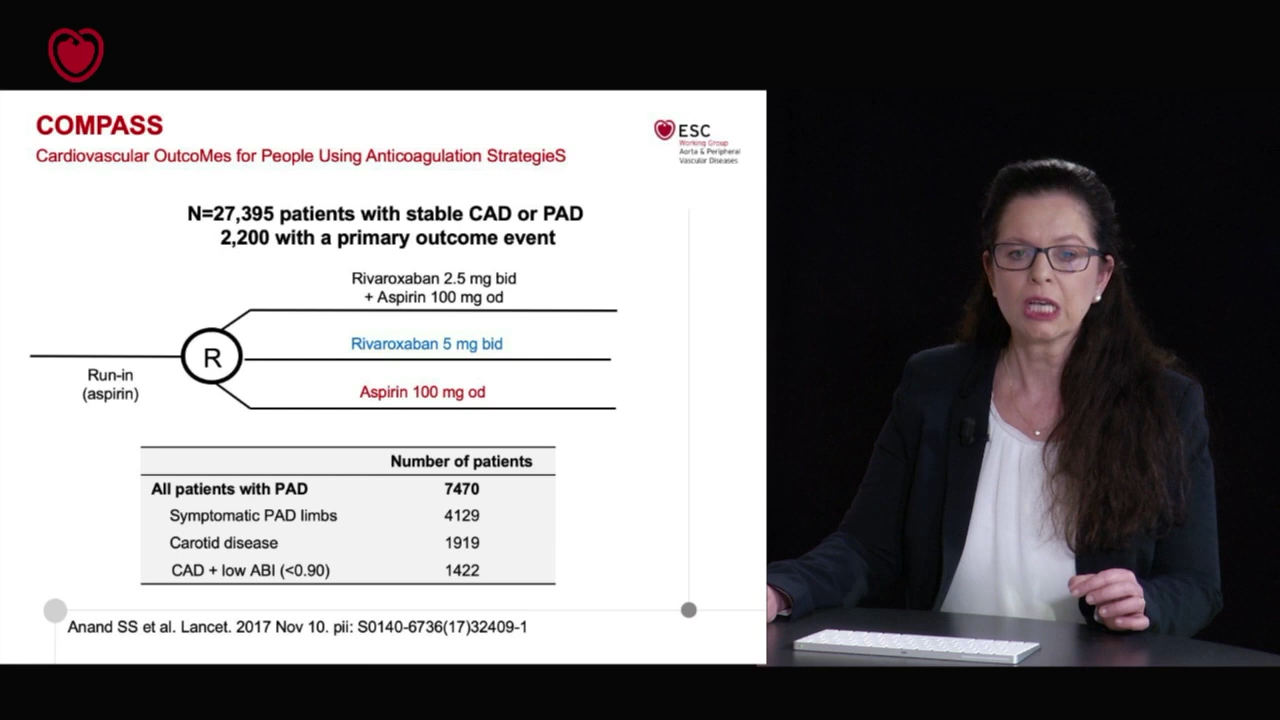 COMPASS
Cardiovascular OutcoMes for People Using Anticoagulation StrategieS
ESC
Working Group
Aorta & Peripheral
Vascular Diseases
N=27,395 patients with stable CAD or PAD
2,200 with a primary outcome event
Rivaroxaban 2.5 mg bid
+ Aspirin 100 mg od
R
Rivaroxaban 5 mg bid
Run-in
(aspirin)
Aspirin 100 mg od
Number of patients
All patients with PAD 7470
Symptomatic PAD limbs 4129
Carotid disease 1919
CAD + low ABI (<0.90) 1422
Anand SS et al. Lancet. 2017 Nov 10. pii: S0140-6736(17)32409-1